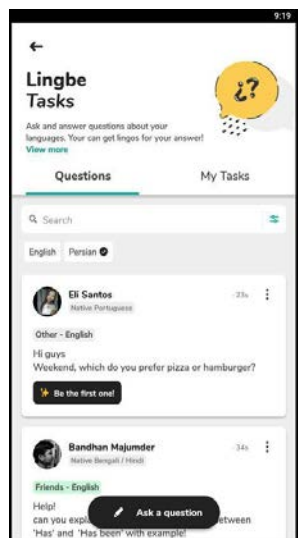 9:19
Lingbe
Tasks
¿?
Ask and answer questions about your
languages. Your can get lingos for your answer!
View more
Questions
My Tasks
Search
English Persian
Eli Santos
-23s
Native Portuguese
Other - English
Hi guys
Weekend, which do you prefer pizza or hamburger?
Be the first one!
Bandhan Majumder
34s
Native Bengali / Hindi
Friends - English
Help!
can you etween
Ask a question
'Has' and 'Has been' with example!